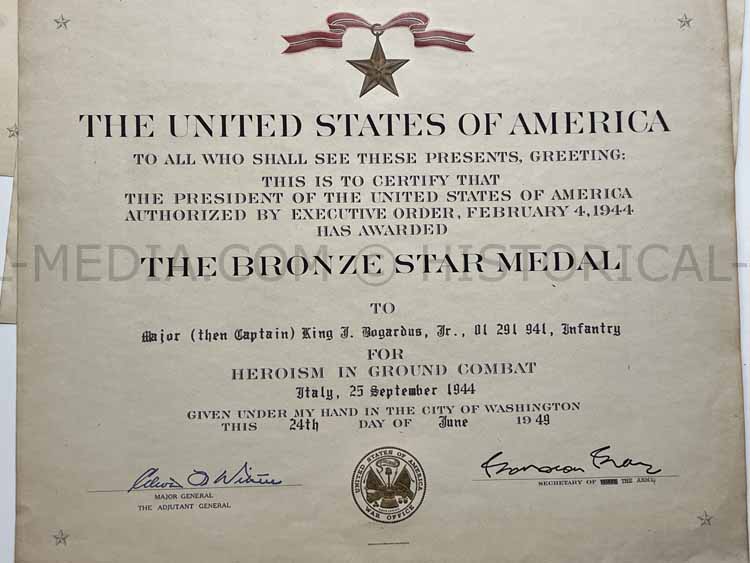 THE UNITED STATES OF AMERICA
TO ALL WHO SHALL SEE THESE PRESENTS, GREETING:
THIS IS TO CERTIFY THAT
THE PRESIDENT OF THE UNITED STATES OF AMERICA
AUTHORIZED BY EXECUTIVE ORDER, FEBRUARY 4, 1944
HAS AWARDED
L-MEDIA.COM © HISTORICAL-
THE BRONZE STAR MEDAL
TO
Major (then Captain) King J. Bogardus, Jr., 01 291 941, Infantry
FOR
HEROISM IN GROUND COMBAT
Italy, 25 September 1944
GIVEN UNDER MY HAND IN THE CITY OF WASHINGTON
THIS 24th DAY OF June 1949
MAJOR GENERAL
THE ADJUTANT GENERAL
UNITED STATES OF AMERICA
WAR OFFICE
SECRETARY OF THE ARMY